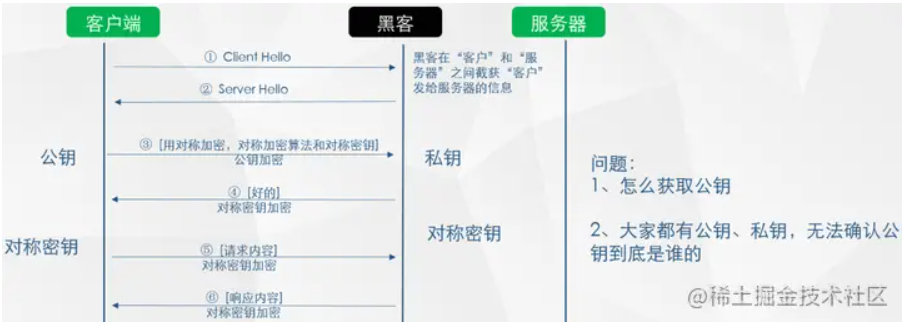 客户端
黑客
服务器
① Client Hello
黑客在“客户”和“服
务器”之间截获“客户”
发给服务器的信息
② Server Hello
③ [用对称加密，对称加密算法和对称密钥]
公钥加密
公钥
私钥
④ [好的]
对称密钥加密
对称密钥
对称密钥
⑤ [请求内容]
对称密钥加密
⑥ [响应内容]
对称密钥加密
问题：
1、怎么获取公钥
2、大家都有公钥、私钥，无法确认公
钥到底是谁的
@稀土掘金技术社区